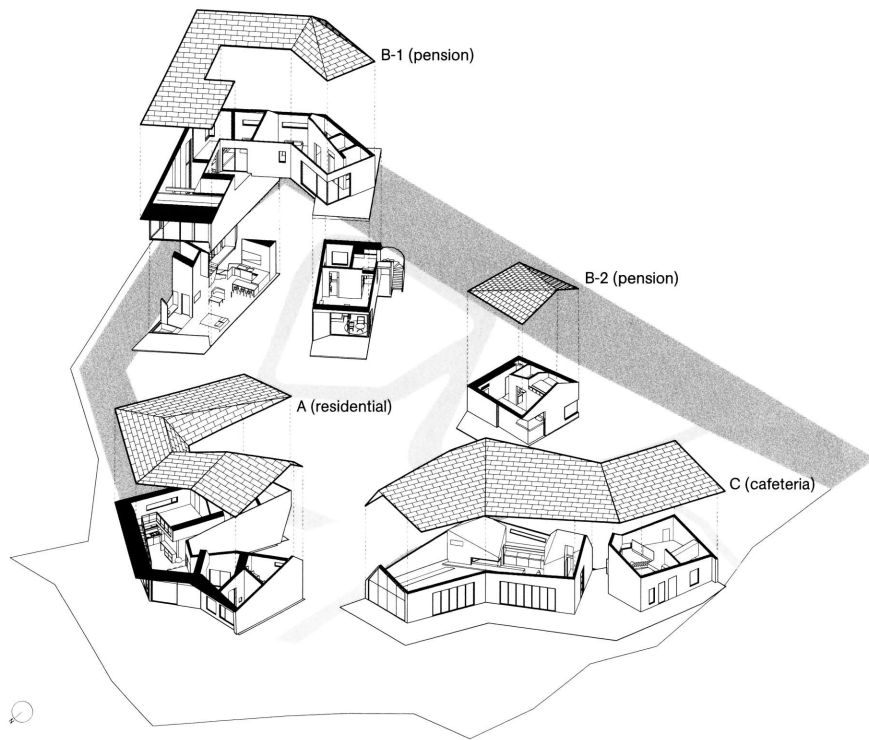 B-1 (pension)
B-2 (pension)
A (residential)
C (cafeteria)